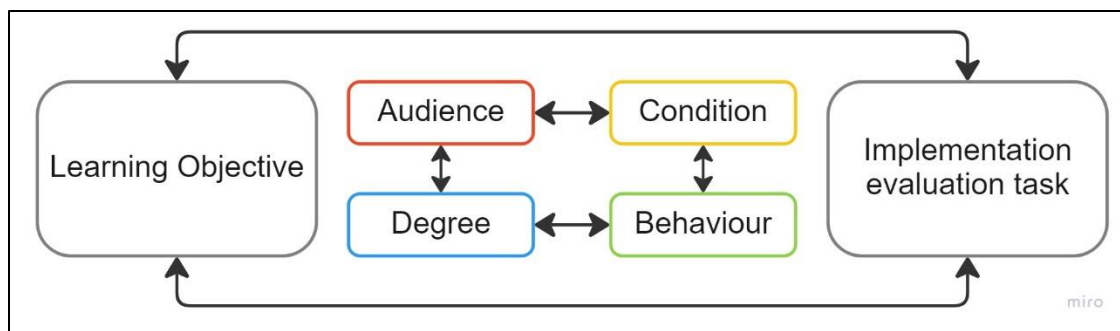 Learning Objective
Audience
Condition
Degree
Behaviour
Implementation
evaluation task
miro